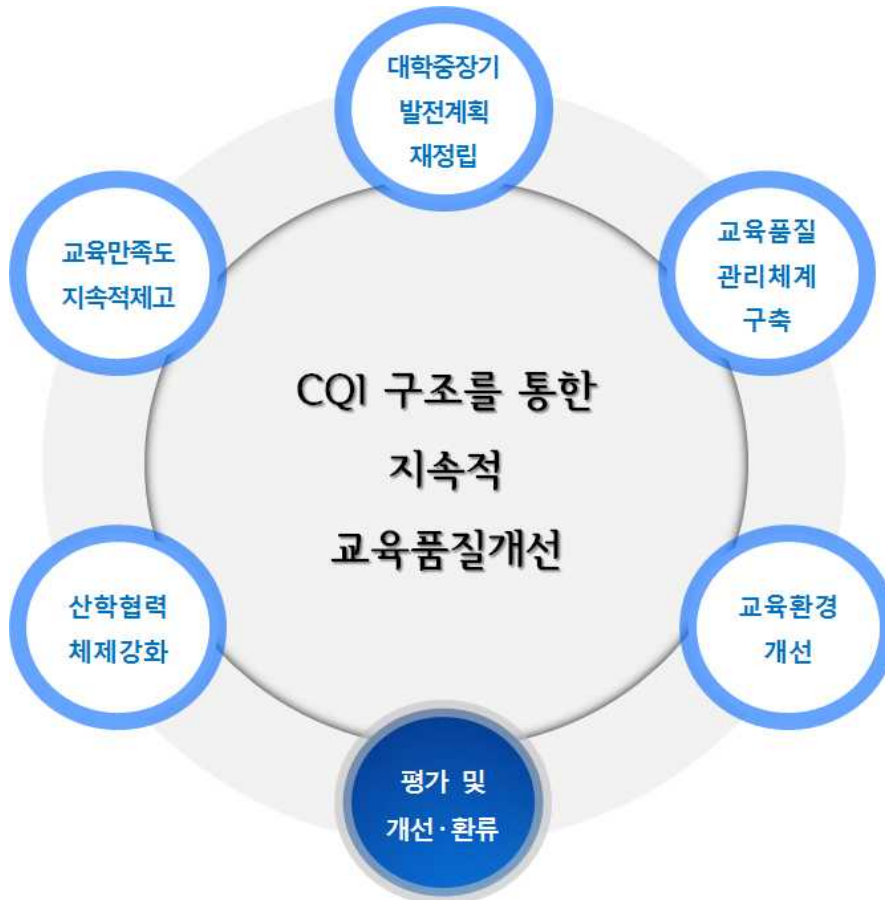 대학중장기
발전계획
재정립
교육만족도
지속적제고
교육품질
관리체계
구축
CQI 구조를 통한
지속적
교육품질개선
산학협력
체제강화
교육환경
개선
평가 및
개선·환류